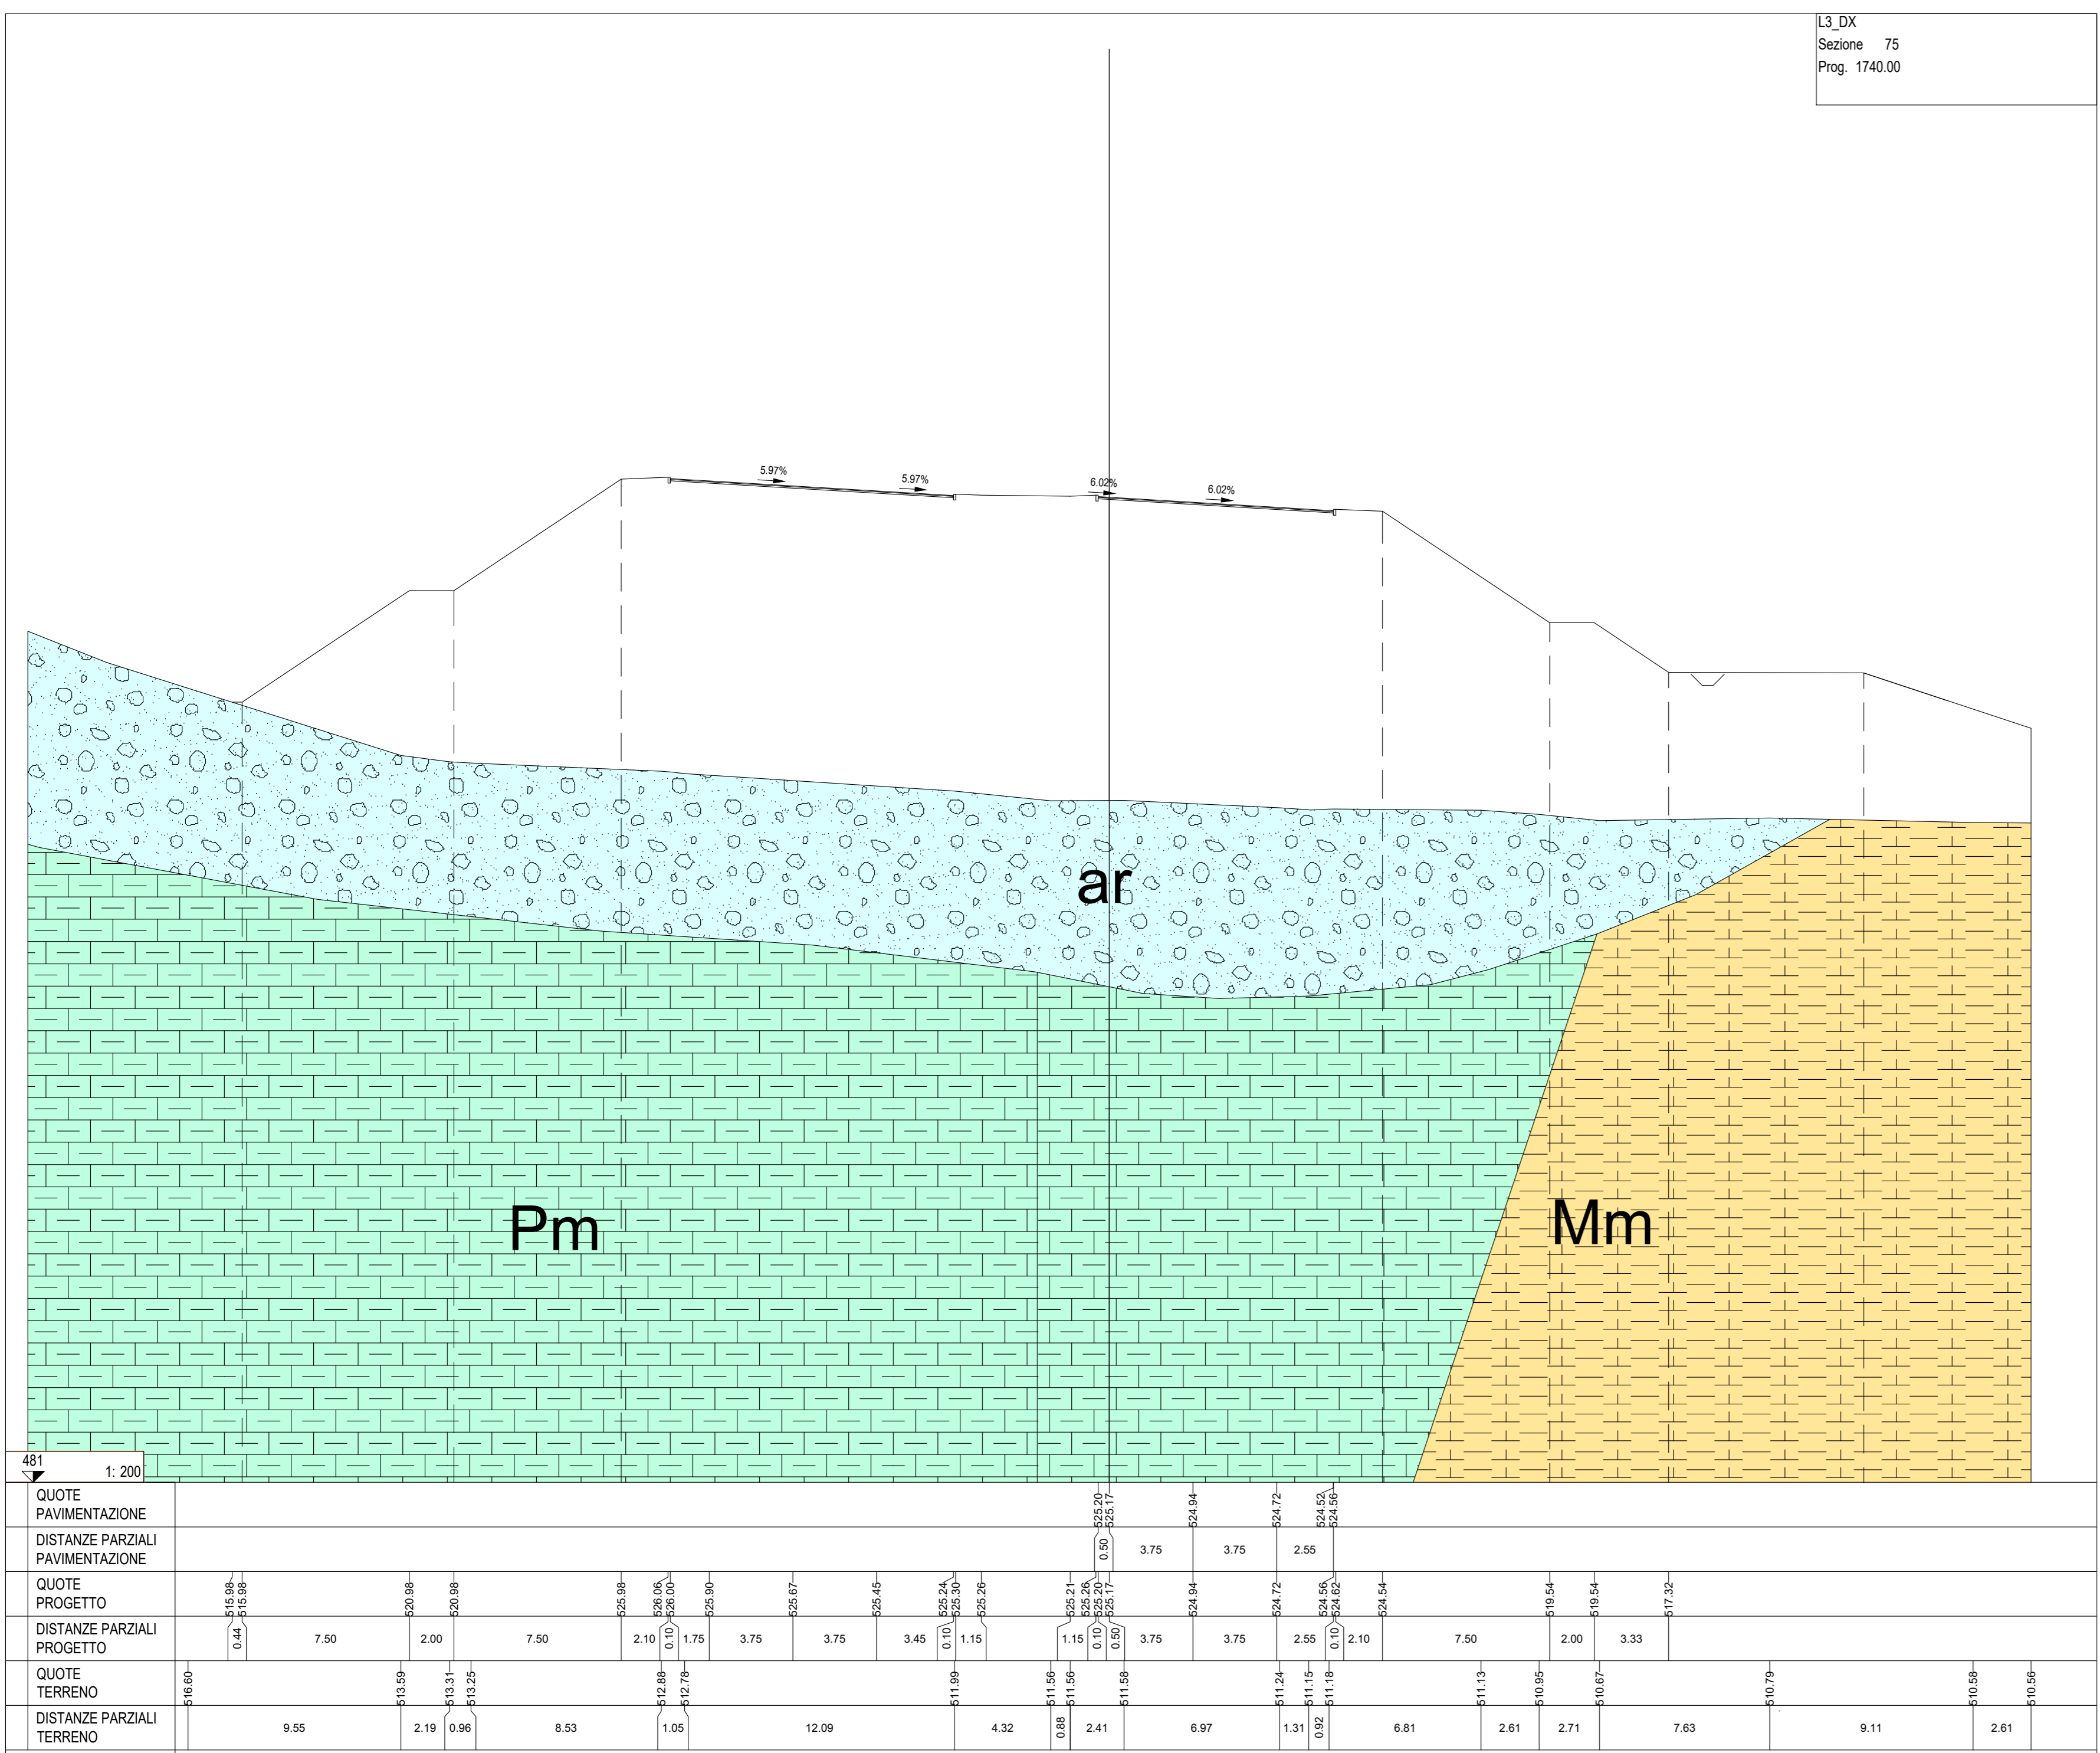 L3_DX
Sezione 75
Prog. 1740.00
5.97%
5.97%
6.02%
6.02%
ar
Pm
Mm
481
1: 200
QUOTE
PAVIMENTAZIONE
525.20 525.17 524.94 524.72 524.52 524.56
DISTANZE PARZIALI
PAVIMENTAZIONE
0.50 3.75 3.75 2.55
QUOTE
PROGETTO
515.98 515.98 520.98 520.98 525.98 526.06 526.00 525.90 525.67 525.45 525.24 525.30 525.26 525.21 525.26 525.20 525.17 524.94 524.72 524.56 524.62 524.54 519.54 519.54 517.32
DISTANZE PARZIALI
PROGETTO
0.44 7.50 2.00 7.50 2.10 0.10 1.75 3.75 3.75 3.45 0.10 1.15 1.15 0.10 0.50 3.75 3.75 2.55 0.10 2.10 7.50 2.00 3.33
QUOTE
TERRENO
516.60 513.59 513.31 513.25 512.88 512.78 511.99 511.56 511.56 511.58 511.24 511.15 511.18 511.13 510.95 510.67 510.79 510.58 510.56
DISTANZE PARZIALI
TERRENO
9.55 2.19 0.96 8.53 1.05 12.09 4.32 0.88 2.41 6.97 1.31 0.92 6.81 2.61 2.71 7.63 9.11 2.61